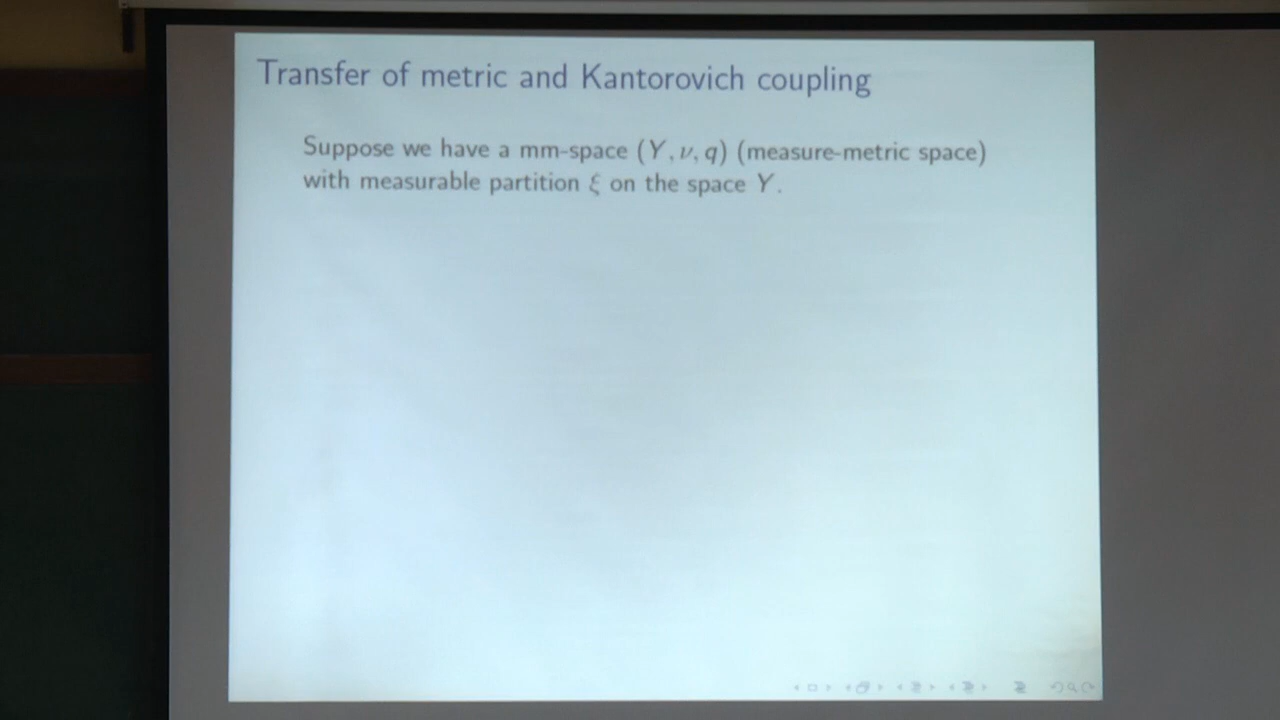 Transfer of metric and Kantorovich coupling
Suppose we have a mm-space (Y, ν, q) (measure-metric space)
with measurable partition ξ on the space Y.